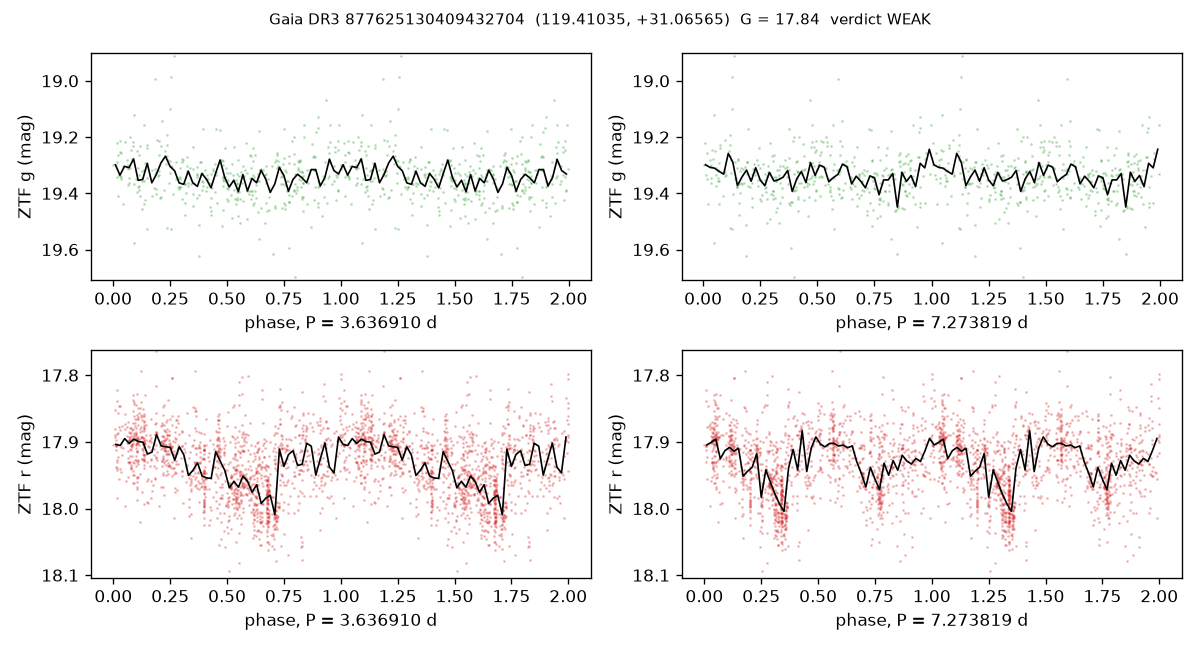 Gaia DR3 877625130409432704 (119.41035, +31.06565) G = 17.84 verdict WEAK
ZTF g (mag)
19.0
19.2
19.4
19.6
0.00 0.25 0.50 0.75 1.00 1.25 1.50 1.75 2.00
phase, P = 3.636910 d
ZTF g (mag)
19.0
19.2
19.4
19.6
0.00 0.25 0.50 0.75 1.00 1.25 1.50 1.75 2.00
phase, P = 7.273819 d
ZTF r (mag)
17.8
17.9
18.0
18.1
0.00 0.25 0.50 0.75 1.00 1.25 1.50 1.75 2.00
phase, P = 3.636910 d
ZTF r (mag)
17.8
17.9
18.0
18.1
0.00 0.25 0.50 0.75 1.00 1.25 1.50 1.75 2.00
phase, P = 7.273819 d